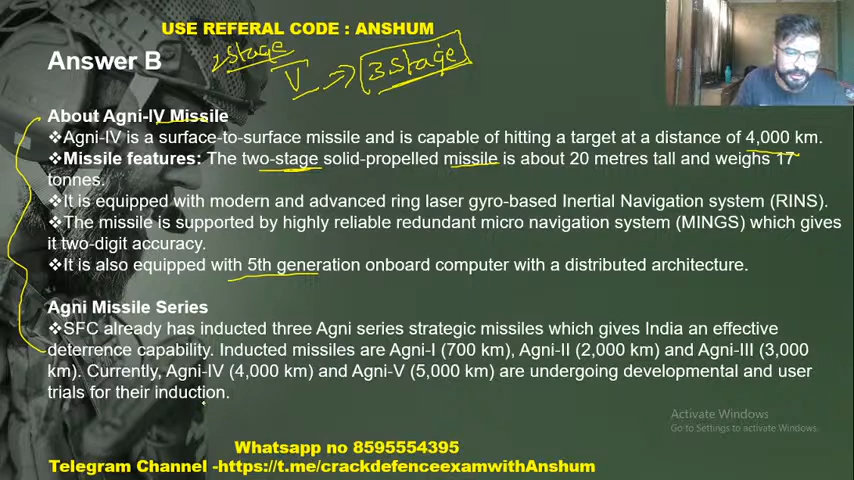 USE REFERAL CODE : ANSHUM
Answer B
2 stage
V → 3 stage
About Agni-IV Missile
❖Agni-IV is a surface-to-surface missile and is capable of hitting a target at a distance of 4,000 km.
❖Missile features: The two-stage solid-propelled missile is about 20 metres tall and weighs 17
tonnes.
❖It is equipped with modern and advanced ring laser gyro-based Inertial Navigation system (RINS).
❖The missile is supported by highly reliable redundant micro navigation system (MINGS) which gives
it two-digit accuracy.
❖It is also equipped with 5th generation onboard computer with a distributed architecture.
Agni Missile Series
❖SFC already has inducted three Agni series strategic missiles which gives India an effective
deterrence capability. Inducted missiles are Agni-I (700 km), Agni-II (2,000 km) and Agni-III (3,000
km). Currently, Agni-IV (4,000 km) and Agni-V (5,000 km) are undergoing developmental and user
trials for their induction.
Activate Windows
Go to Settings to activate Windows.
Whatsapp no 8595554395
Telegram Channel -https://t.me/crackdefenceexamwithAnshum